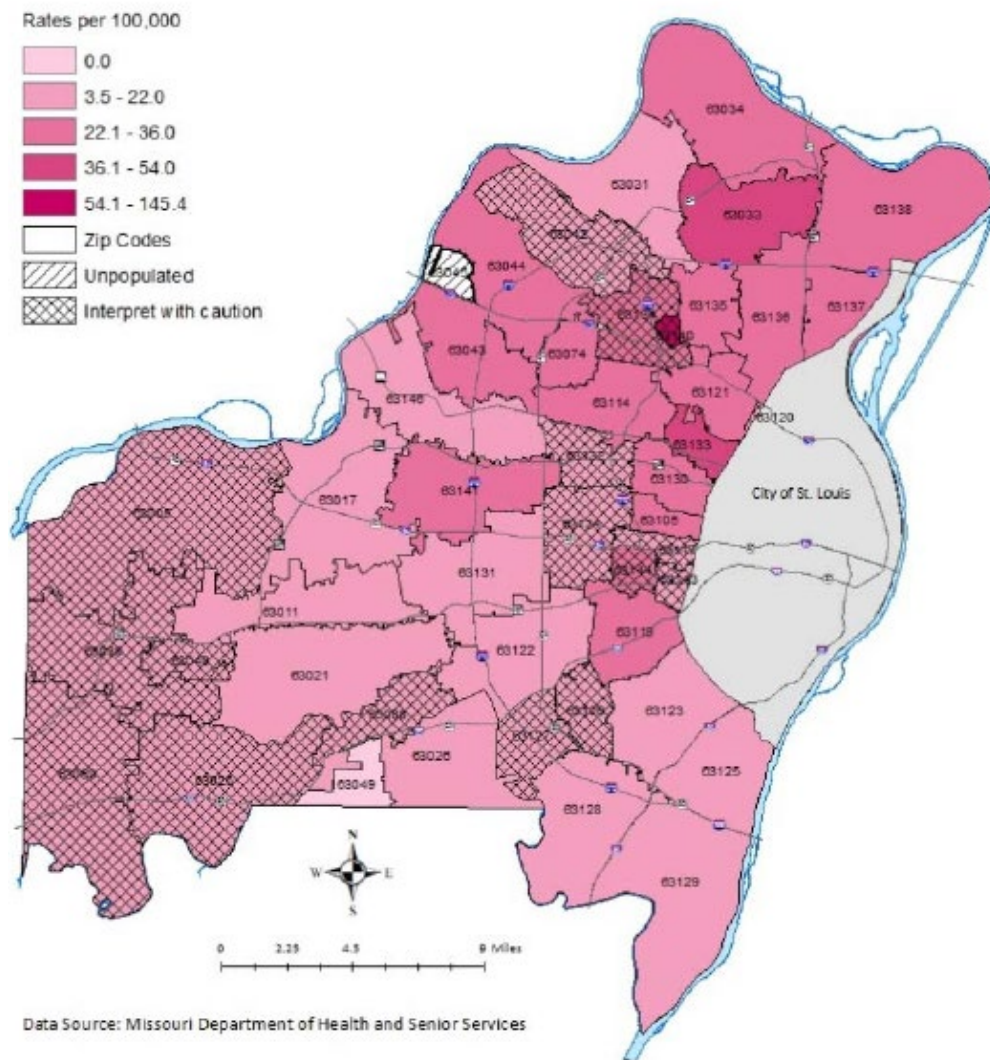 Rates per 100,000
0.0
3.5 - 22.0
22.1 - 36.0
36.1 - 54.0
54.1 - 145.4
Zip Codes
Unpopulated
Interpret with caution
63034
63031
63033
63138
63042
63044
63135
63136
63137
63043
63074
63114
63121
63120
63146
63133
63130
63017
63141
City of St. Louis
63105
63131
63011
63119
63122
63021
63123
63026
63125
63049
63128
63129
N
W E
S
0 2.25 4.5 9 Miles
Data Source: Missouri Department of Health and Senior Services